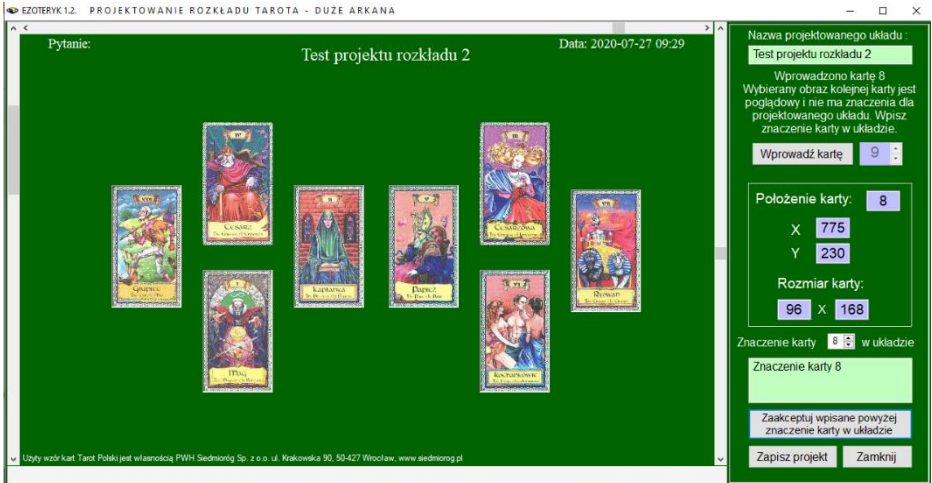 EZOTERYK 1.2. PROJEKTOWANIE ROZKŁADU TAROTA - DUŻE ARKANA
Pytanie:
Data: 2020-07-27 09:29
Test projektu rozkładu 2
IV
Cesarz
III
Cesarzowa
Głupiec
II
Kapłanka
V
Papież
VII
Rydwan
I
Mag
VI
Kochankowie
Użyty wzór kart Tarot Polski jest własnością PWH Siedmioróg Sp. z o.o. ul. Krakowska 90, 50-427 Wrocław, www.siedmiorog.pl
Nazwa projektowanego układu :
Test projektu rozkładu 2
Wprowadzono kartę 8
Wybierany obraz kolejnej karty jest
poglądowy i nie ma znaczenia dla
projektowanego układu. Wpisz
znaczenie karty w układzie.
Wprowadź kartę 9
Położenie karty: 8
X 775
Y 230
Rozmiar karty:
96 X 168
Znaczenie karty 8 w układzie
Znaczenie karty 8
Zaakceptuj wpisane powyżej
znaczenie karty w układzie
Zapisz projekt Zamknij